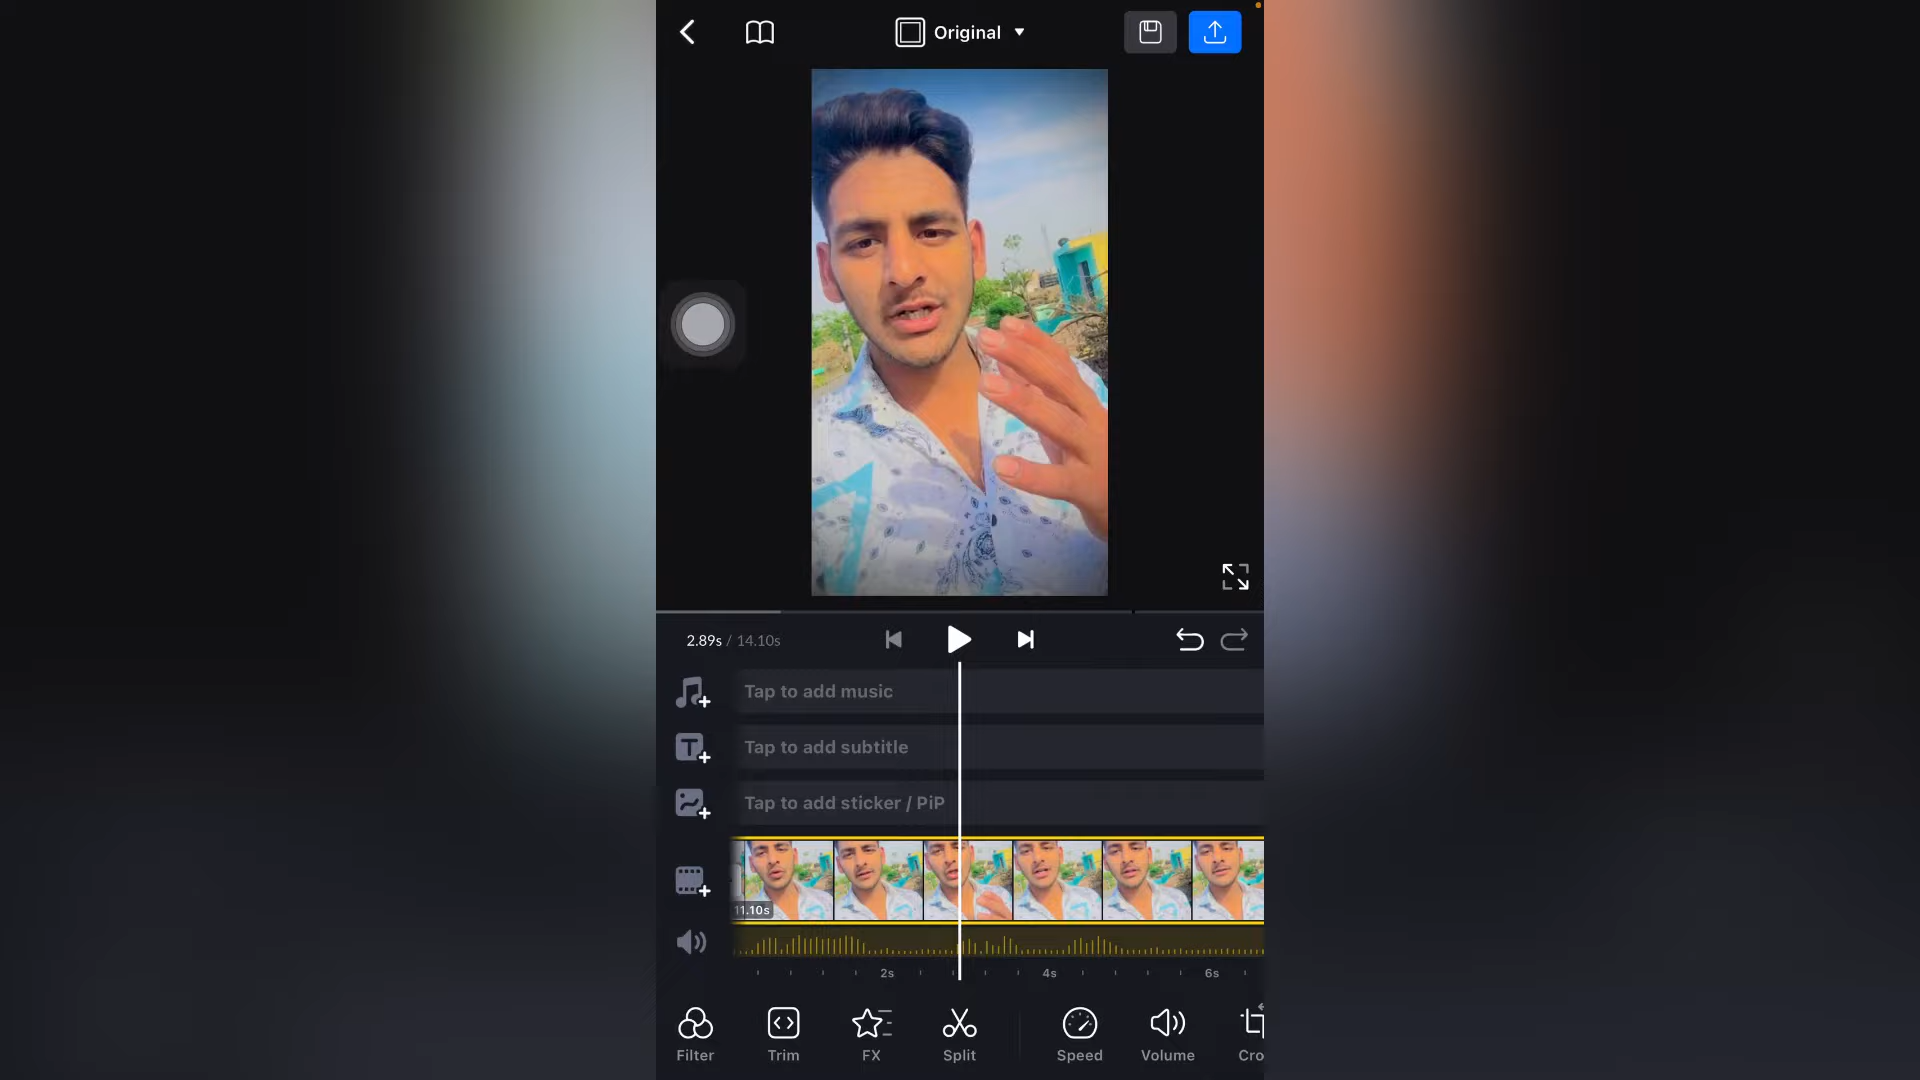 Original
2.89s / 14.10s
Tap to add music
Tap to add subtitle
Tap to add sticker / PiP
11.10s
2s 4s 6s
Filter Trim FX Split Speed Volume Cro